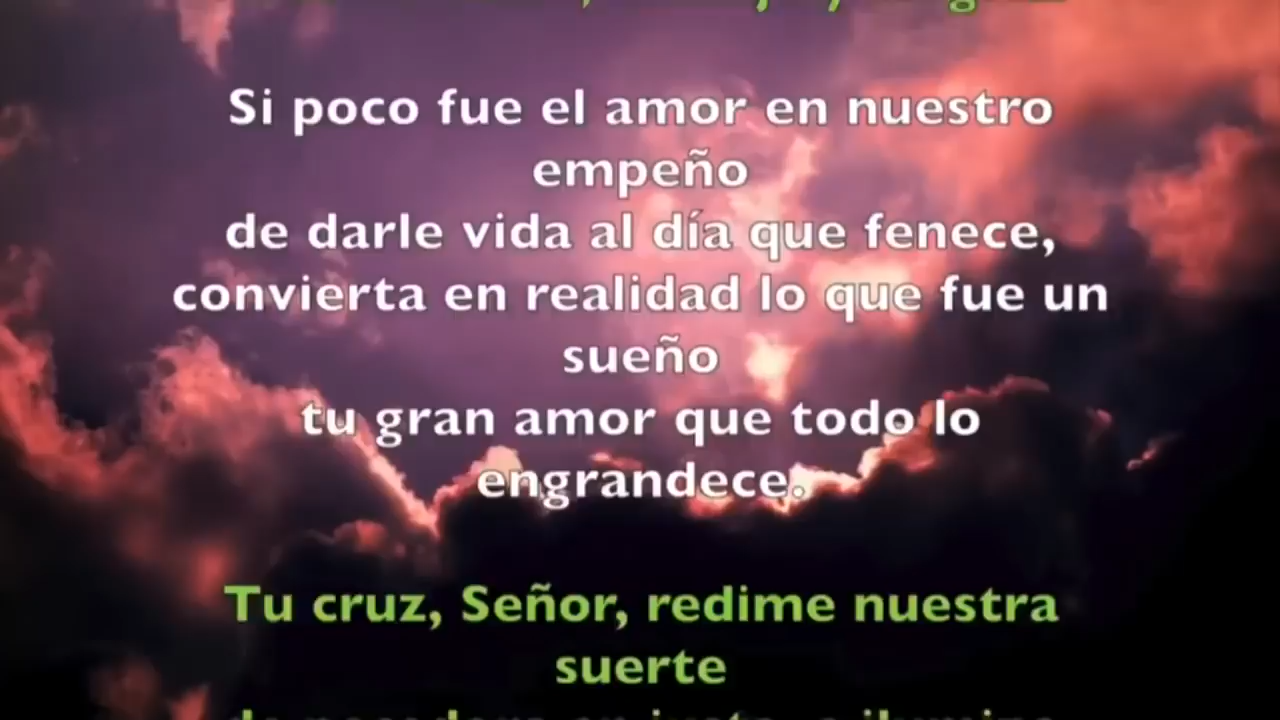 Si poco fue el amor en nuestro
empeño
de darle vida al día que fenece,
convierta en realidad lo que fue un
sueño
tu gran amor que todo lo
engrandece.
Tu cruz, Señor, redime nuestra
suerte